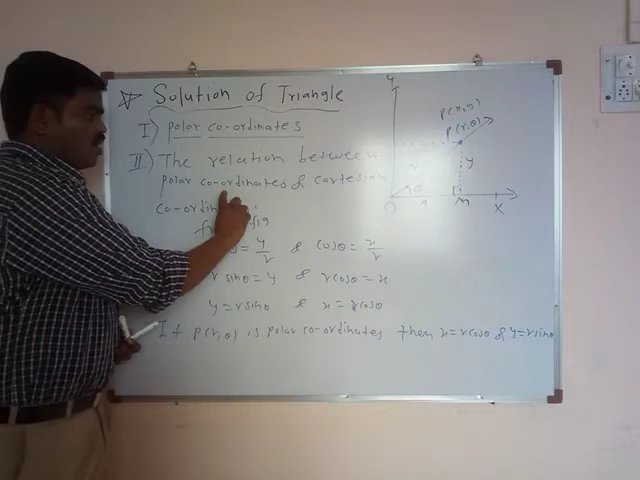 ☆ Solution of Triangle
I) polar co-ordinates
II) The relation between
polar co-ordinates & cartesian
co-ordin
fig
θ = y/r & cosθ = x/r
r sinθ = y & r cosθ = x
y = r sinθ & x = r cosθ
If P(r, θ) is polar co-ordinates then x = r cosθ & y = r sinθ
y
P(x, y)
P(r, θ)
r
y
θ
O
x
M
X